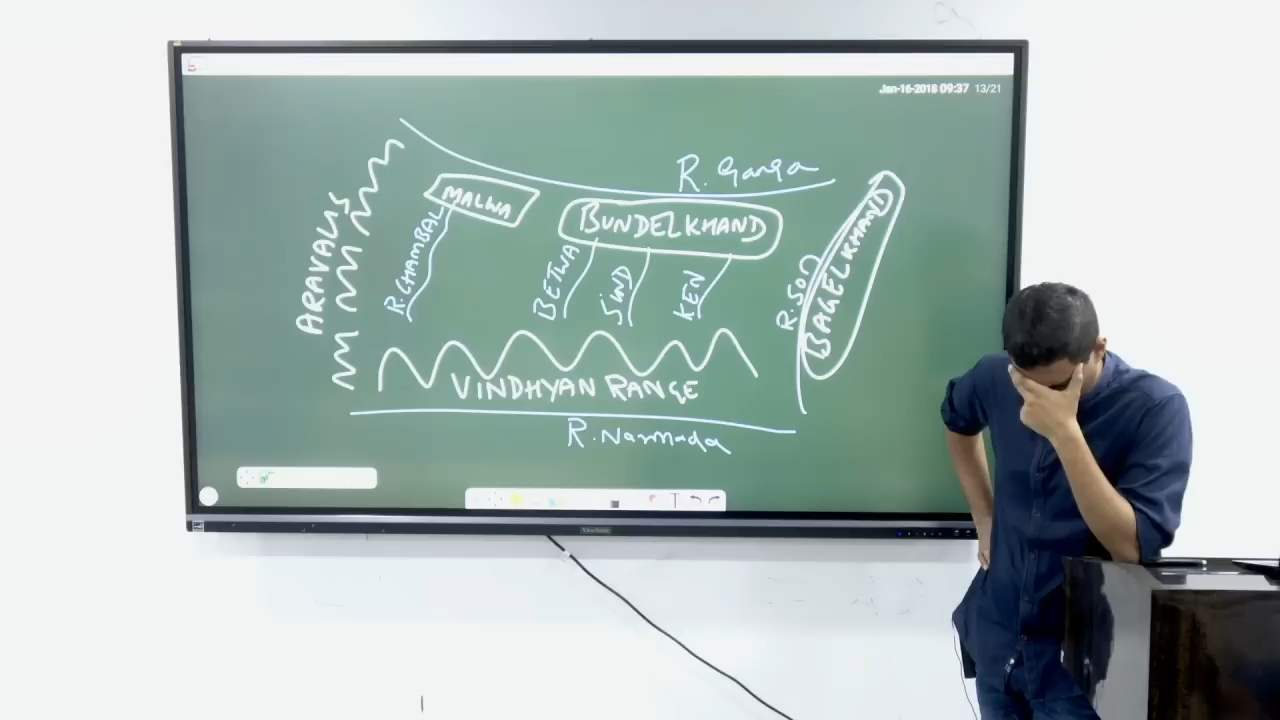 Jan-16-2018 09:37 13/21
R. Ganga
MALWA
BUNDELKHAND
ARAVALIS
R. CHAMBAL
BETWA
SIND
KEN
R. SON
BAGELKHAND
VINDHYAN RANGE
R. Narmada
ViewSonic